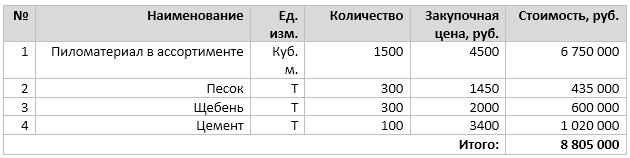 № Наименование Ед. изм. Количество Закупочная цена, руб. Стоимость, руб.
1 Пиломатериал в ассортименте Куб. м. 1500 4500 6 750 000
2 Песок Т 300 1450 435 000
3 Щебень Т 300 2000 600 000
4 Цемент Т 100 3400 1 020 000
Итого: 8 805 000